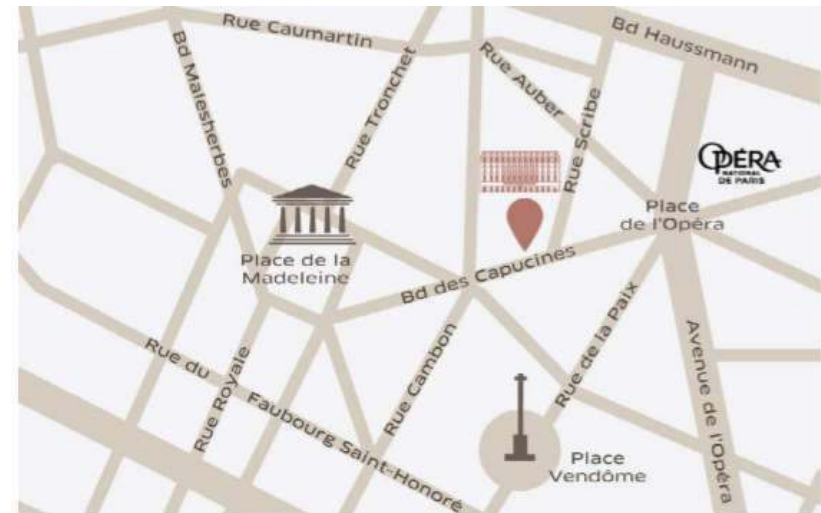 Rue Caumartin
Bd Haussmann
Bd Malesherbes
Rue Tronchet
Rue Auber
Rue Scribe
OPÉRA
NATIONAL
DE PARIS
Place
de l'Opéra
Place de la
Madeleine
Bd des Capucines
Rue du
Faubourg Saint-Honoré
Rue Royale
Rue Cambon
Rue de la Paix
Avenue de l'Opéra
Place
Vendôme